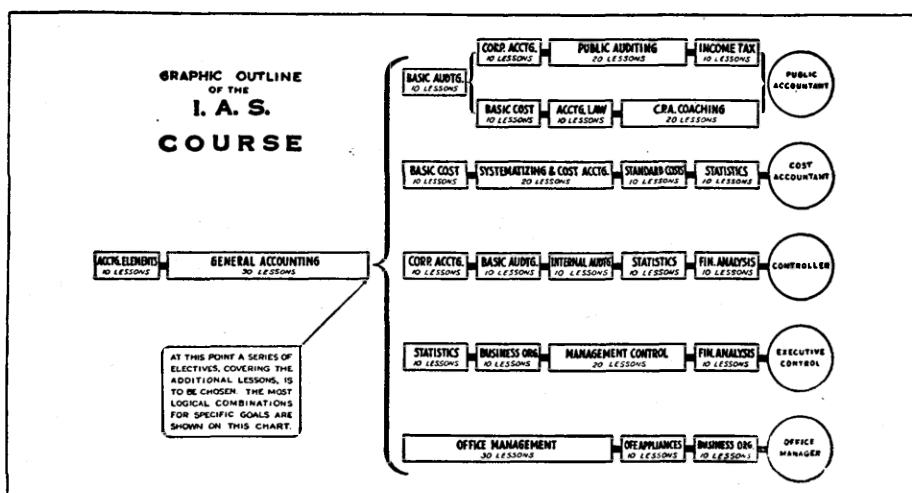 GRAPHIC OUTLINE
OF THE
I. A. S.
COURSE
ACCTG. ELEMENTS
10 LESSONS
GENERAL ACCOUNTING
30 LESSONS
AT THIS POINT A SERIES OF
ELECTIVES, COVERING THE
ADDITIONAL LESSONS, IS
TO BE CHOSEN. THE MOST
LOGICAL COMBINATIONS
FOR SPECIFIC GOALS ARE
SHOWN ON THIS CHART.
BASIC AUDTG.
10 LESSONS
CORP. ACCTG.
10 LESSONS
PUBLIC AUDITING
20 LESSONS
INCOME TAX
10 LESSONS
BASIC COST
10 LESSONS
ACCTG. LAW
10 LESSONS
C.P.A. COACHING
20 LESSONS
PUBLIC
ACCOUNTANT
BASIC COST
10 LESSONS
SYSTEMATIZING & COST ACCTG.
20 LESSONS
STANDARD COSTS
10 LESSONS
STATISTICS
10 LESSONS
COST
ACCOUNTANT
CORP. ACCTG.
10 LESSONS
BASIC AUDTG.
10 LESSONS
INTERNAL AUDTG.
10 LESSONS
STATISTICS
10 LESSONS
FIN. ANALYSIS
10 LESSONS
CONTROLLER
STATISTICS
10 LESSONS
BUSINESS ORG.
10 LESSONS
MANAGEMENT CONTROL
20 LESSONS
FIN. ANALYSIS
10 LESSONS
EXECUTIVE
CONTROL
OFFICE MANAGEMENT
30 LESSONS
OFF. APPLIANCES
10 LESSONS
BUSINESS ORG.
10 LESSONS
OFFICE
MANAGER